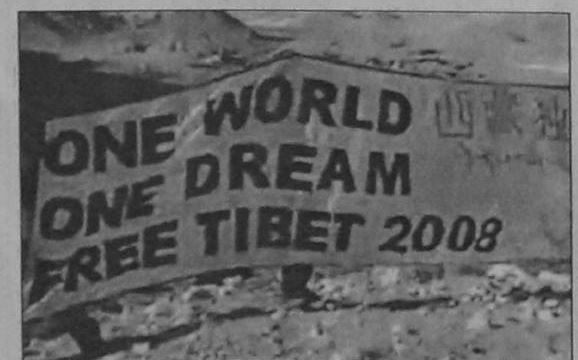 ONE WORLD
ONE DREAM
FREE TIBET 2008